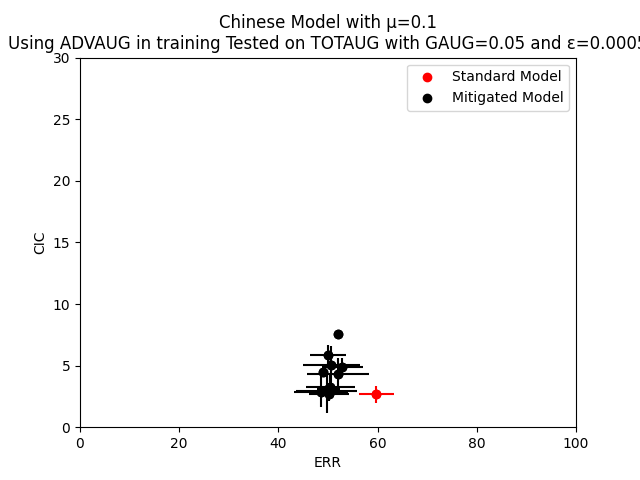 Chinese Model with μ=0.1
Using ADVAUG in training Tested on TOTAUG with GAUG=0.05 and ε=0.0005
Standard Model
Mitigated Model
30
25
20
15
10
5
0
CIC
0 20 40 60 80 100
ERR